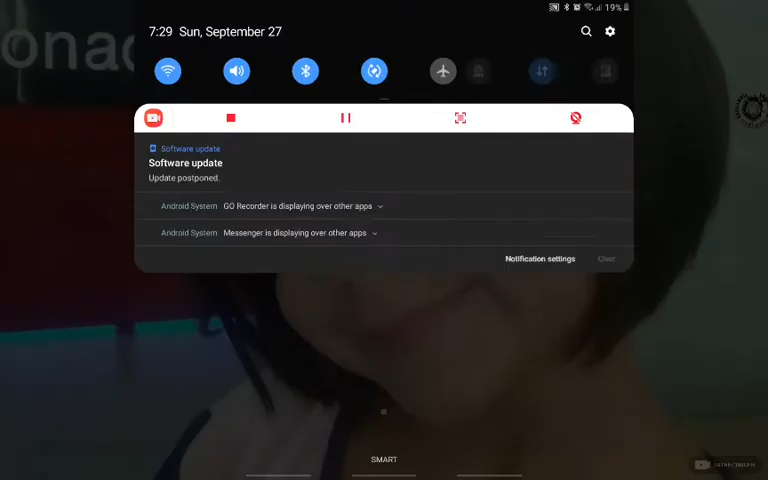 onac
19%
7:29 Sun, September 27
Software update
Software update
Update postponed.
Android System GO Recorder is displaying over other apps
Android System Messenger is displaying over other apps
Notification settings Clear
SMART